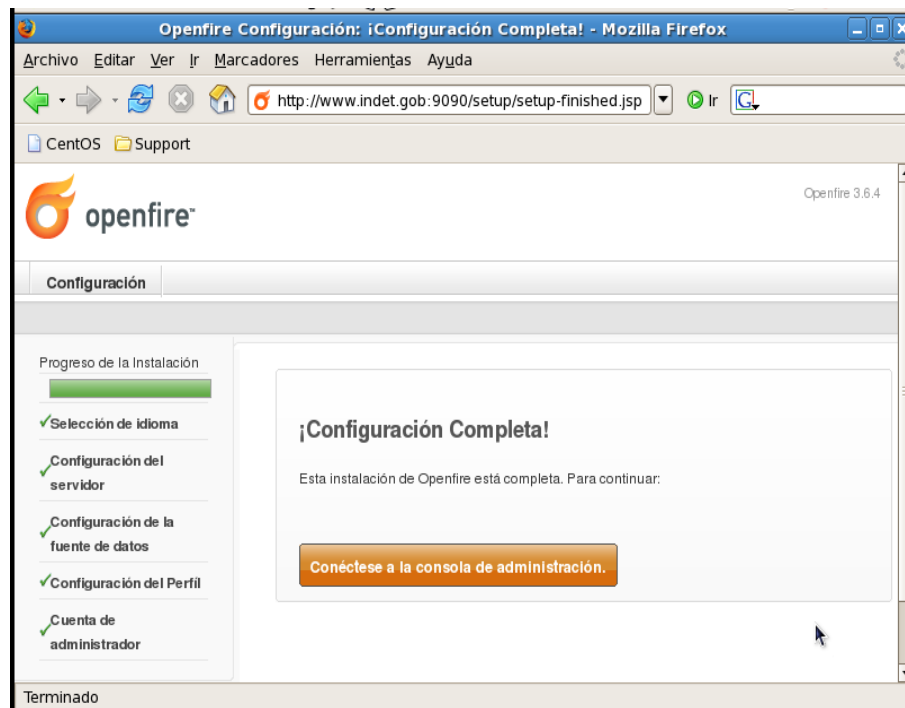 Openfire Configuración: ¡Configuración Completa! - Mozilla Firefox
Archivo Editar Ver Ir Marcadores Herramientas Ayuda
http://www.indet.gob:9090/setup/setup-finished.jsp Ir G
CentOS Support
openfire™
Openfire 3.6.4
Configuración
Progreso de la Instalación
Selección de idioma
Configuración del
servidor
Configuración de la
fuente de datos
Configuración del Perfíl
Cuenta de
administrador
¡Configuración Completa!
Esta instalación de Openfire está completa. Para continuar:
Conéctese a la consola de administración.
Terminado